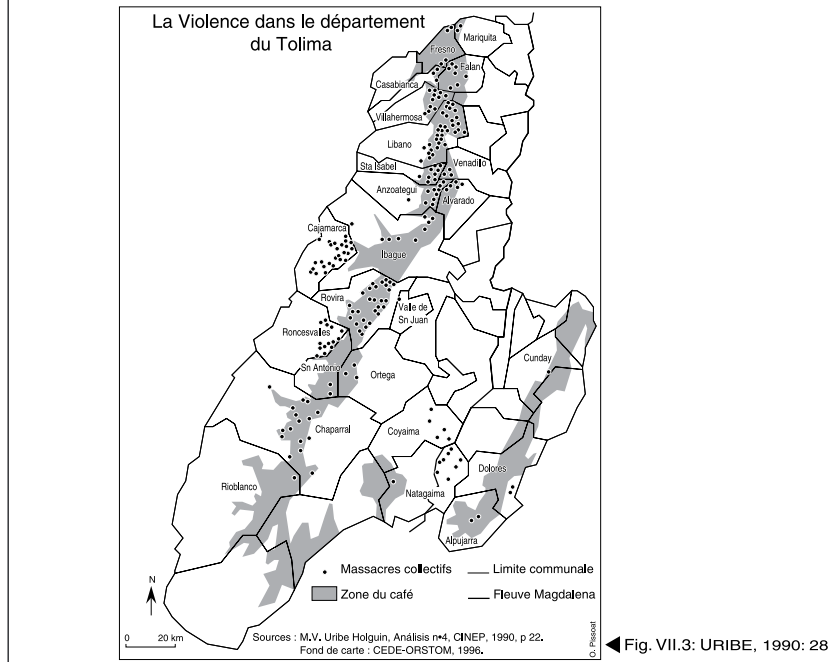 La Violence dans le département
du Tolima
Mariquita
Fresno
Falan
Casabianca
Villahermosa
Libano
Sta Isabel
Venadillo
Anzoategui
Alvarado
Cajamarca
Ibague
Rovira
Valle de
Sn Juan
Roncesvalles
Cunday
Sn Antonio
Ortega
Chaparral
Coyaima
Dolores
Rioblanco
Natagaima
Alpujarra
N
Massacres collectifs
Limite communale
Zone du café
Fleuve Magdalena
0 20 km
Sources : M.V. Uribe Holguin, Análisis n•4, CINEP, 1990, p 22.
Fond de carte : CEDE-ORSTOM, 1996.
O. Pissoat
◀ Fig. VII.3: URIBE, 1990: 28